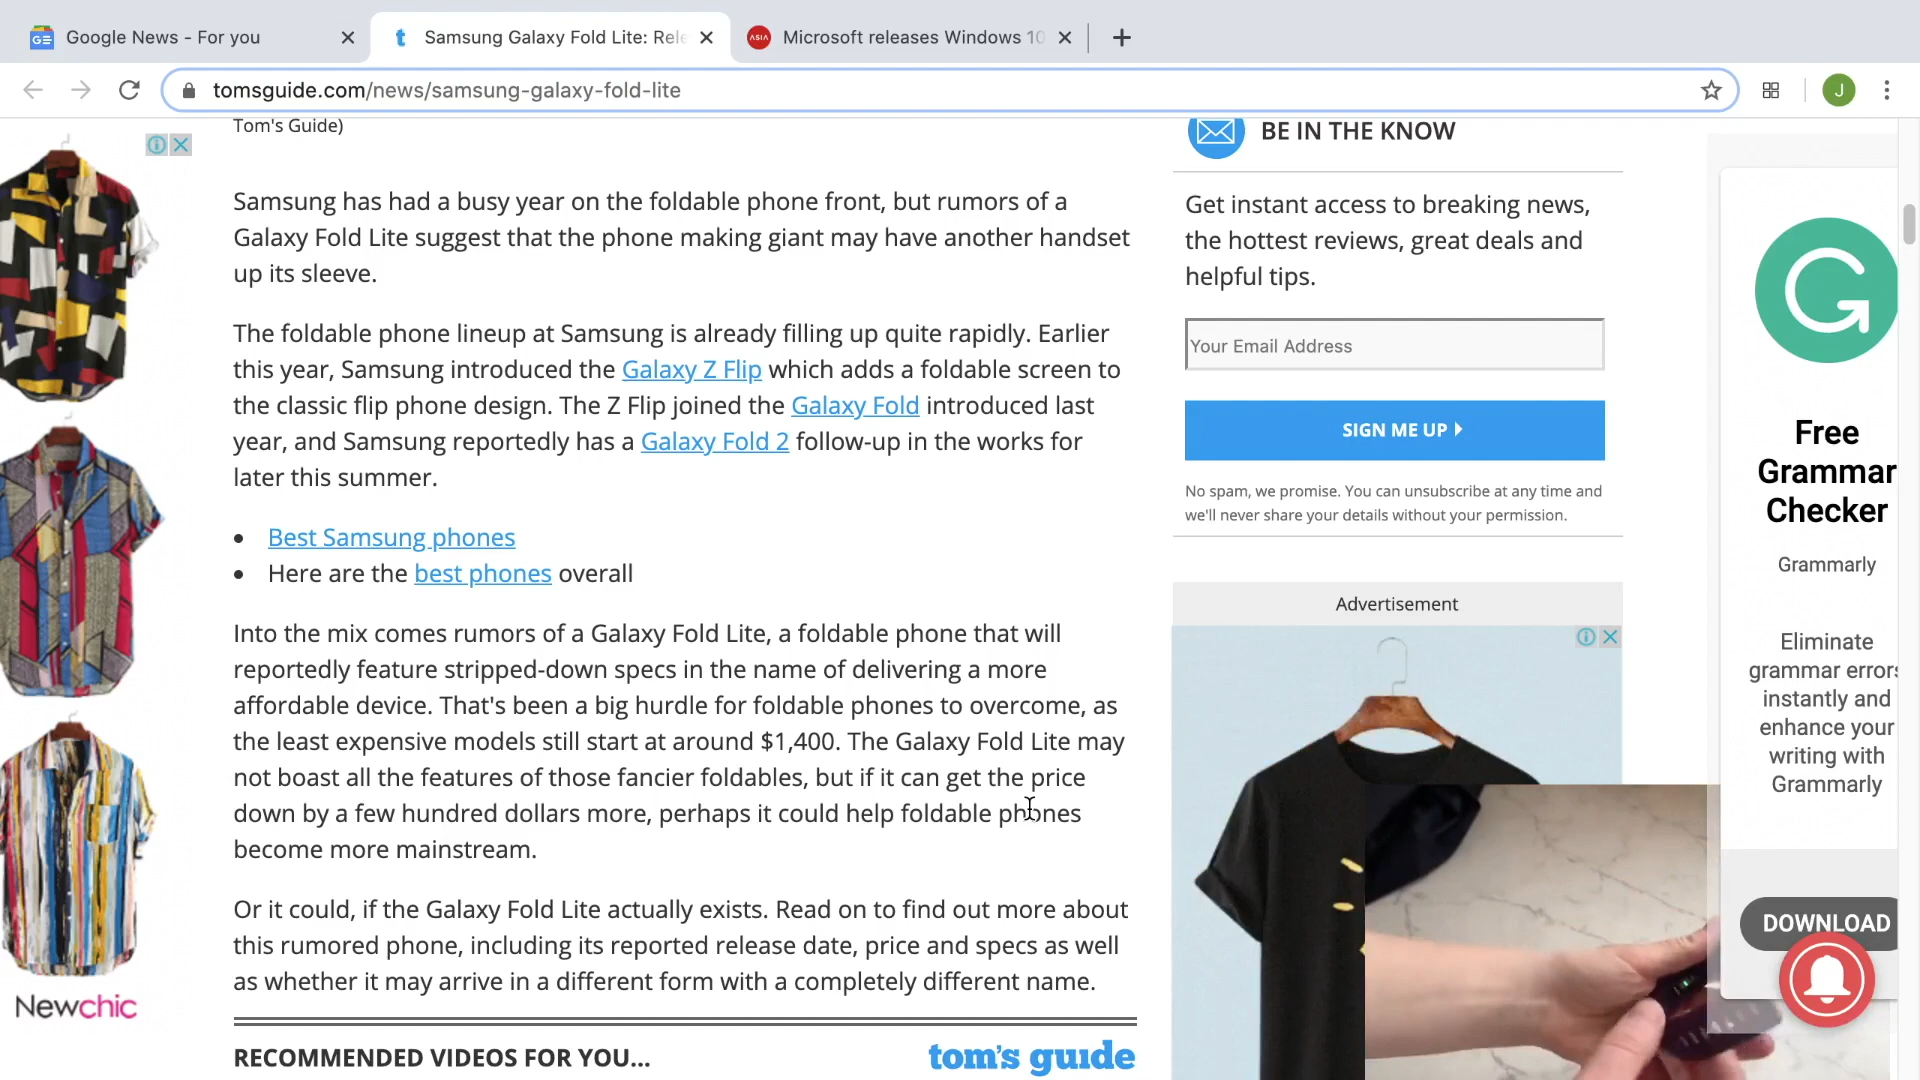 Google News - For you
Samsung Galaxy Fold Lite: Rele
ASIA
Microsoft releases Windows 10
tomsguide.com/news/samsung-galaxy-fold-lite
J
Tom's Guide)
Samsung has had a busy year on the foldable phone front, but rumors of a
Galaxy Fold Lite suggest that the phone making giant may have another handset
up its sleeve.
The foldable phone lineup at Samsung is already filling up quite rapidly. Earlier
this year, Samsung introduced the Galaxy Z Flip which adds a foldable screen to
the classic flip phone design. The Z Flip joined the Galaxy Fold introduced last
year, and Samsung reportedly has a Galaxy Fold 2 follow-up in the works for
later this summer.
• Best Samsung phones
• Here are the best phones overall
Into the mix comes rumors of a Galaxy Fold Lite, a foldable phone that will
reportedly feature stripped-down specs in the name of delivering a more
affordable device. That's been a big hurdle for foldable phones to overcome, as
the least expensive models still start at around $1,400. The Galaxy Fold Lite may
not boast all the features of those fancier foldables, but if it can get the price
down by a few hundred dollars more, perhaps it could help foldable phones
become more mainstream.
Or it could, if the Galaxy Fold Lite actually exists. Read on to find out more about
this rumored phone, including its reported release date, price and specs as well
as whether it may arrive in a different form with a completely different name.
RECOMMENDED VIDEOS FOR YOU...
tom's guide
Newchic
BE IN THE KNOW
Get instant access to breaking news,
the hottest reviews, great deals and
helpful tips.
Your Email Address
SIGN ME UP
No spam, we promise. You can unsubscribe at any time and
we'll never share your details without your permission.
Advertisement
Free
Grammar
Checker
Grammarly
Eliminate
grammar errors
instantly and
enhance your
writing with
Grammarly
DOWNLOAD